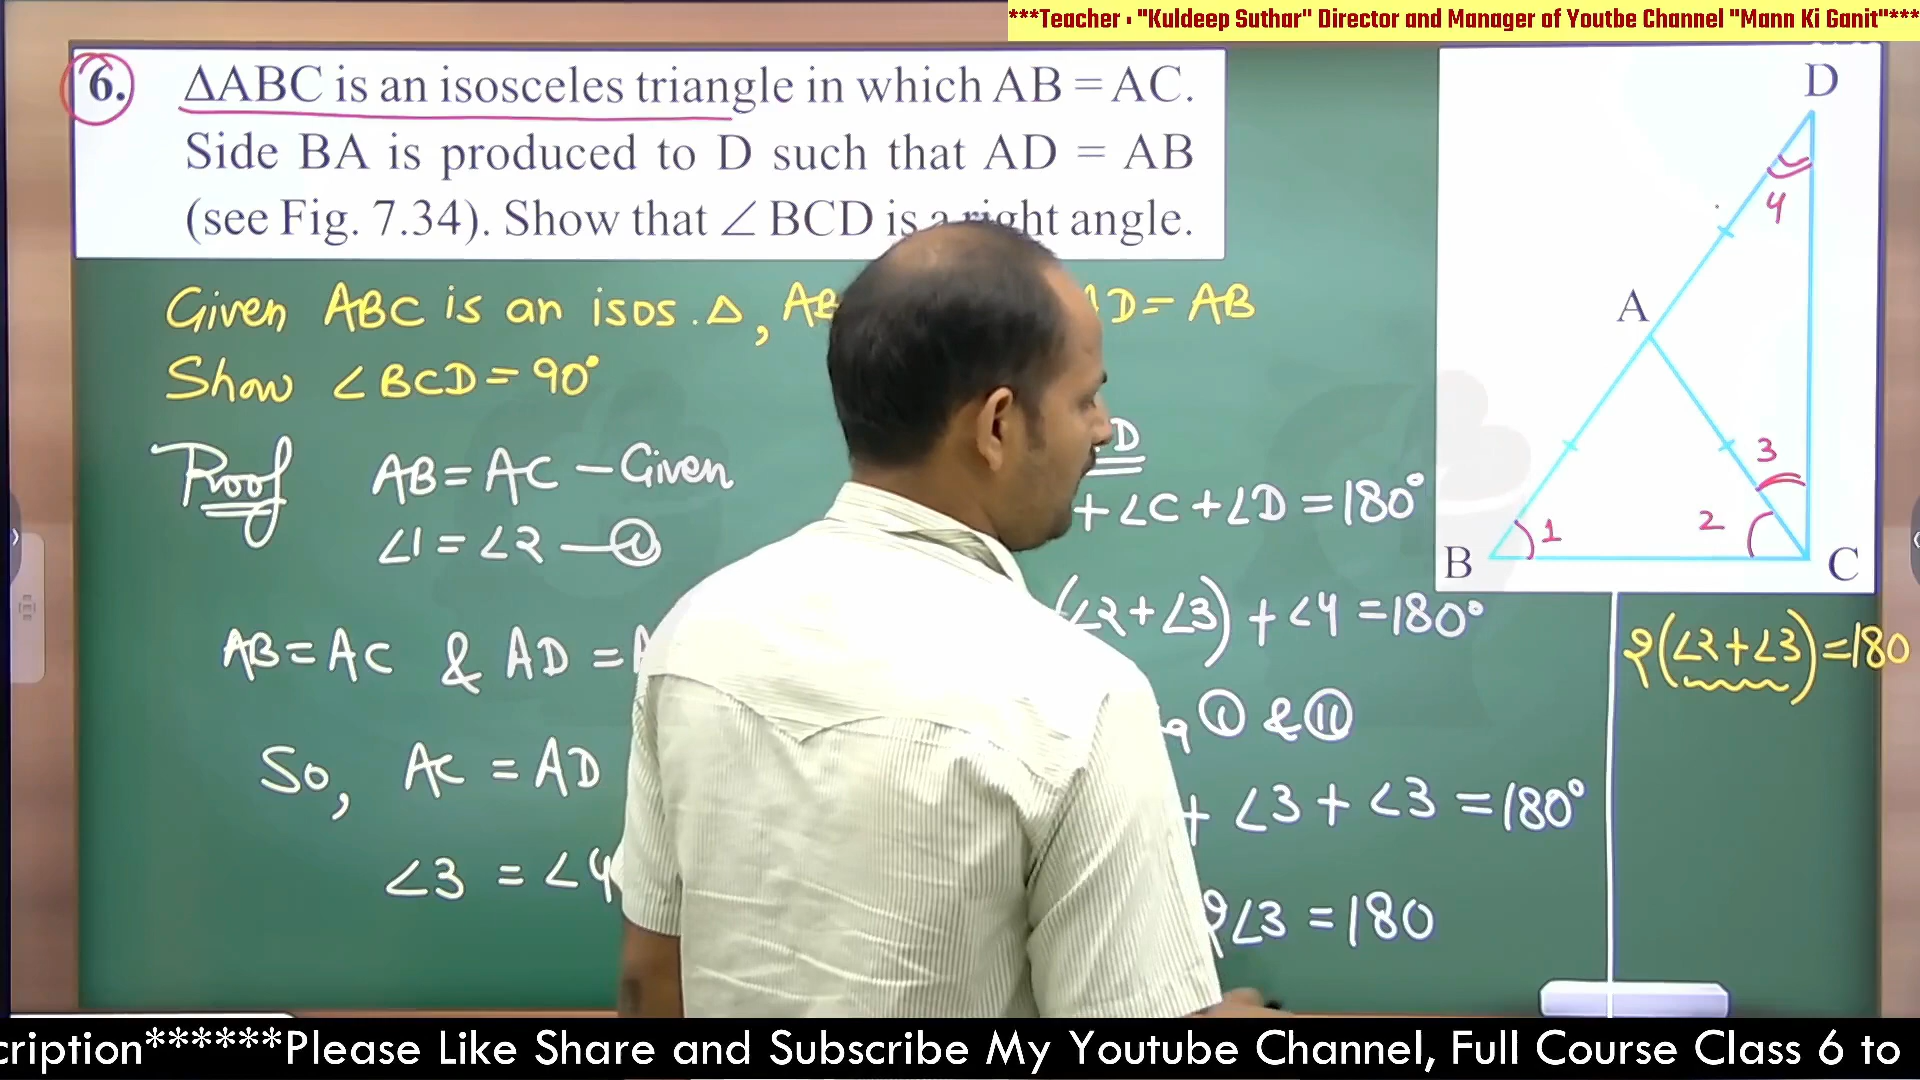 ***Teacher : "Kuldeep Suthar" Director and Manager of Youtbe Channel "Mann Ki Ganit"***
6. ΔABC is an isosceles triangle in which AB = AC.
Side BA is produced to D such that AD = AB
(see Fig. 7.34). Show that ∠BCD is a right angle.
Given ABC is an isos. Δ, AB D = AB
Show ∠BCD = 90°
Proof AB = AC – Given
∠1 = ∠2 — ①
AB = AC & AD =
So, AC = AD
∠3 = ∠4
D
+ ∠C + ∠D = 180°
(∠2 + ∠3) + ∠4 = 180°
① & ⑪
+ ∠3 + ∠3 = 180°
2∠3 = 180
D
4
A
3
2
1
B
C
2(∠2 + ∠3) = 180
cription******Please Like Share and Subscribe My Youtube Channel, Full Course Class 6 to